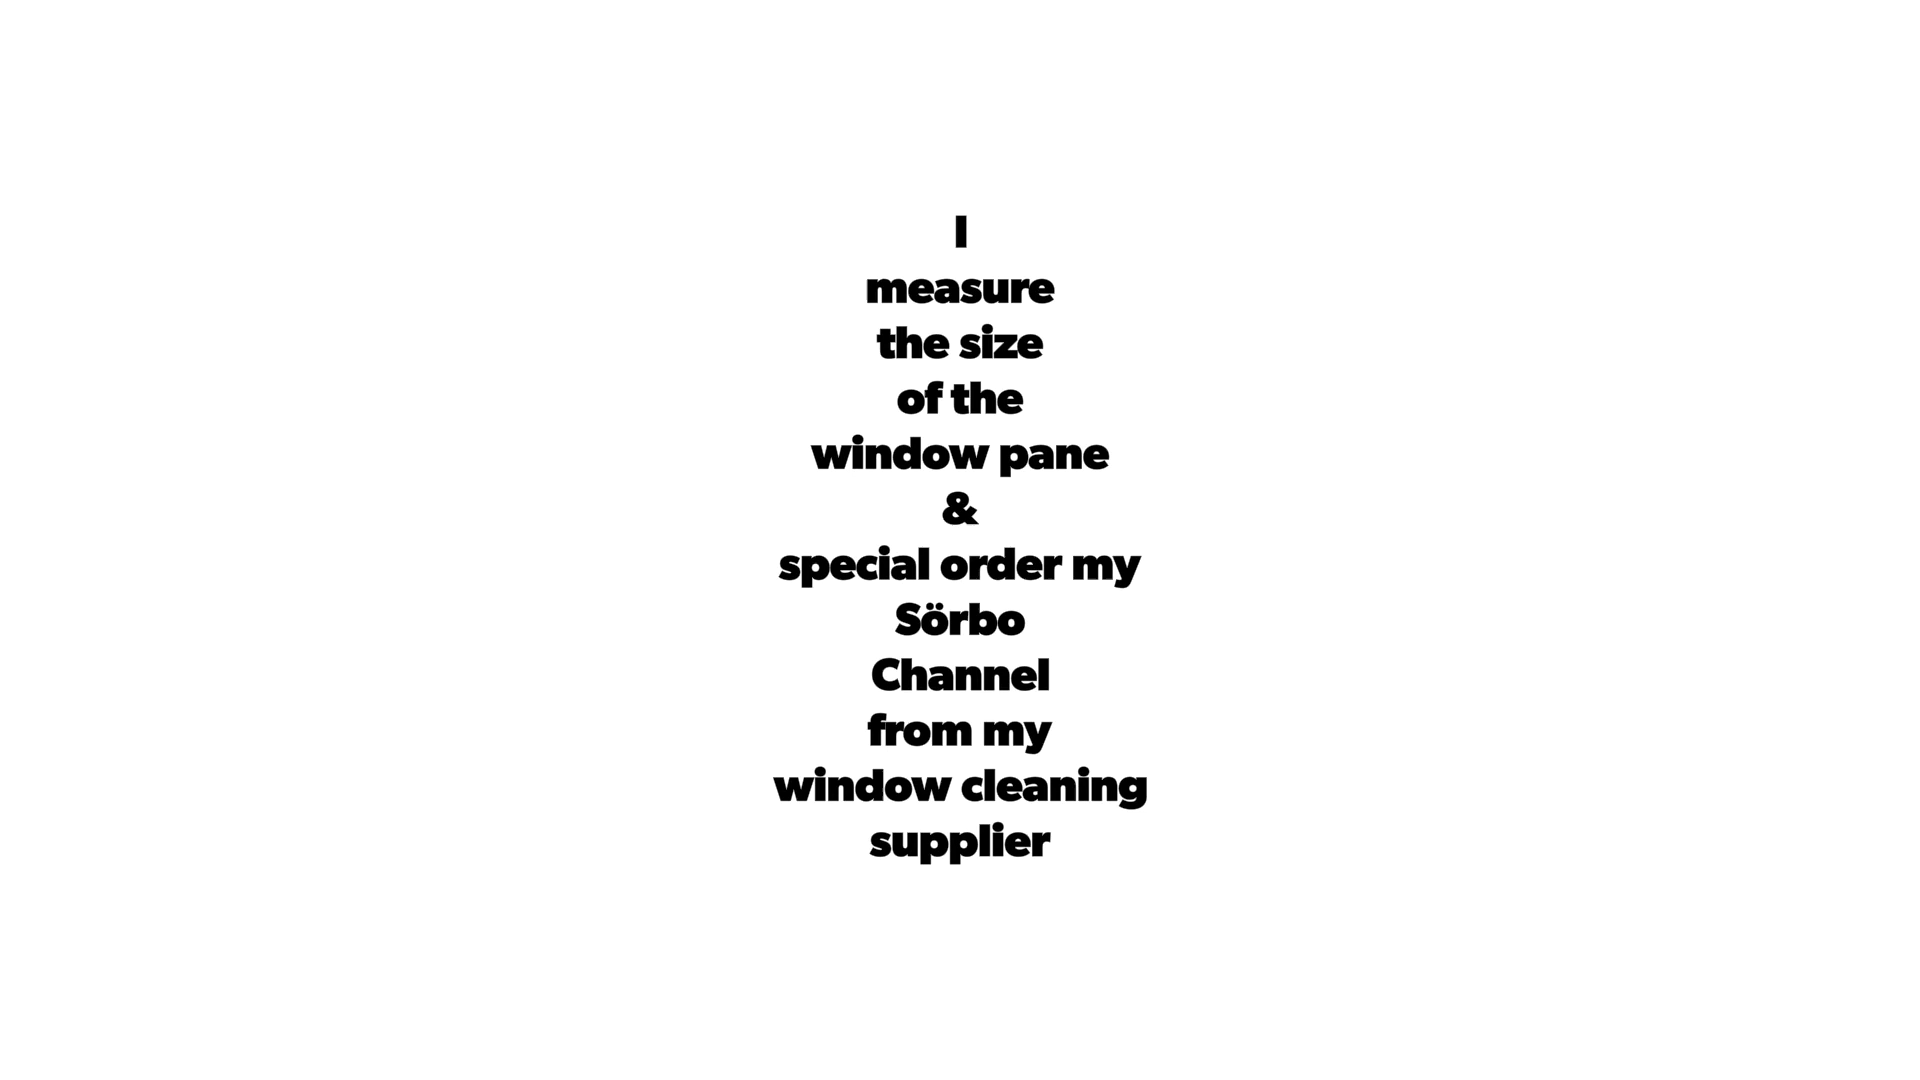 I
measure
the size
of the
window pane
&
special order my
Sörbo
Channel
from my
window cleaning
supplier